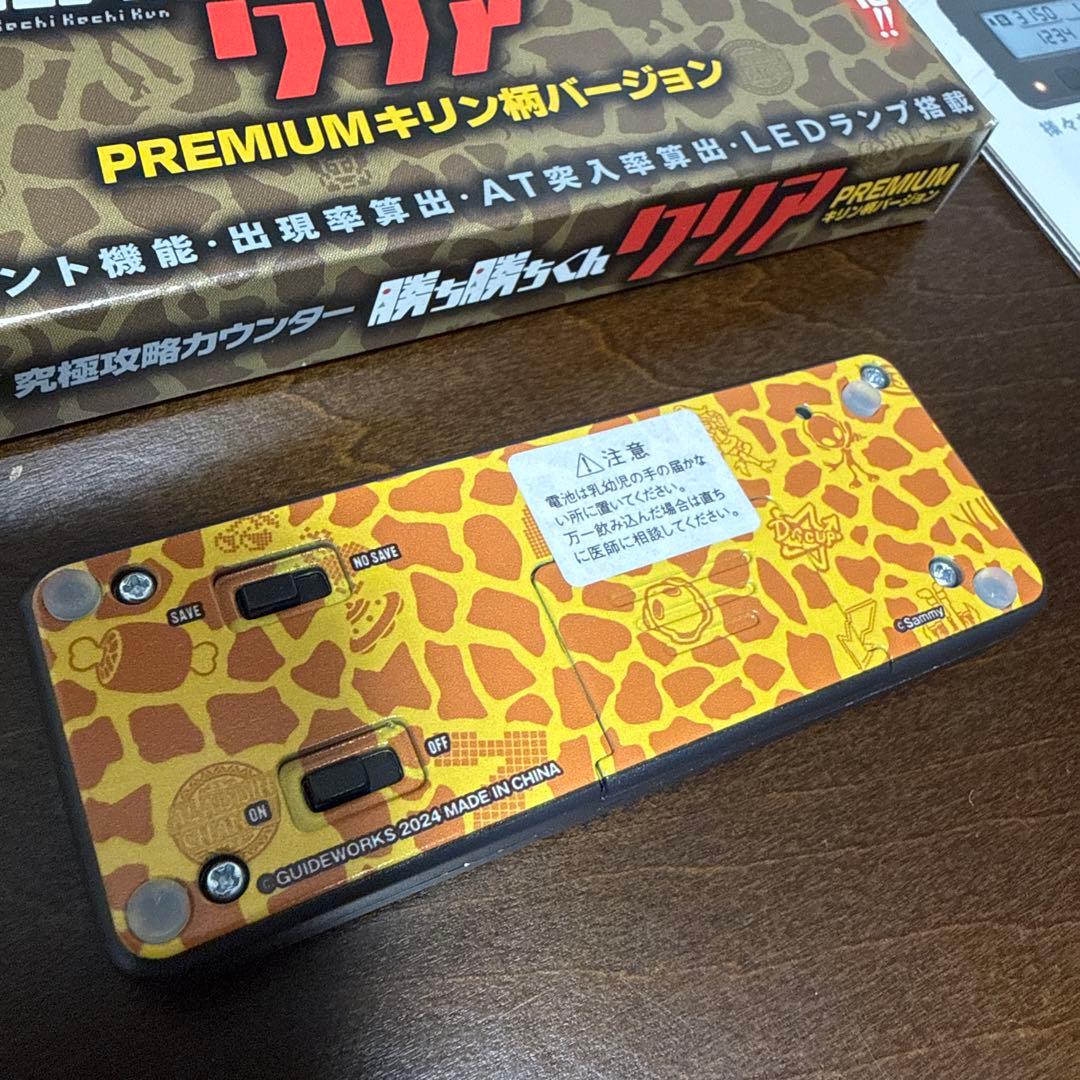 Kachi Kachi Kun
クリア
!!
PREMIUMキリン柄バージョン
ント機能・出現率算出・AT突入率算出・LEDランプ搭載
究極攻略カウンター 勝ち勝ちくん クリア PREMIUM
キリン柄バージョン
3150
1234
様々
⚠注意
電池は乳幼児の手の届かな
い所に置いてください。
万一飲み込んだ場合は直ち
に医師に相談してください。
SAVE
NO SAVE
ON
OFF
©GUIDEWORKS 2024 MADE IN CHINA
©Sammy